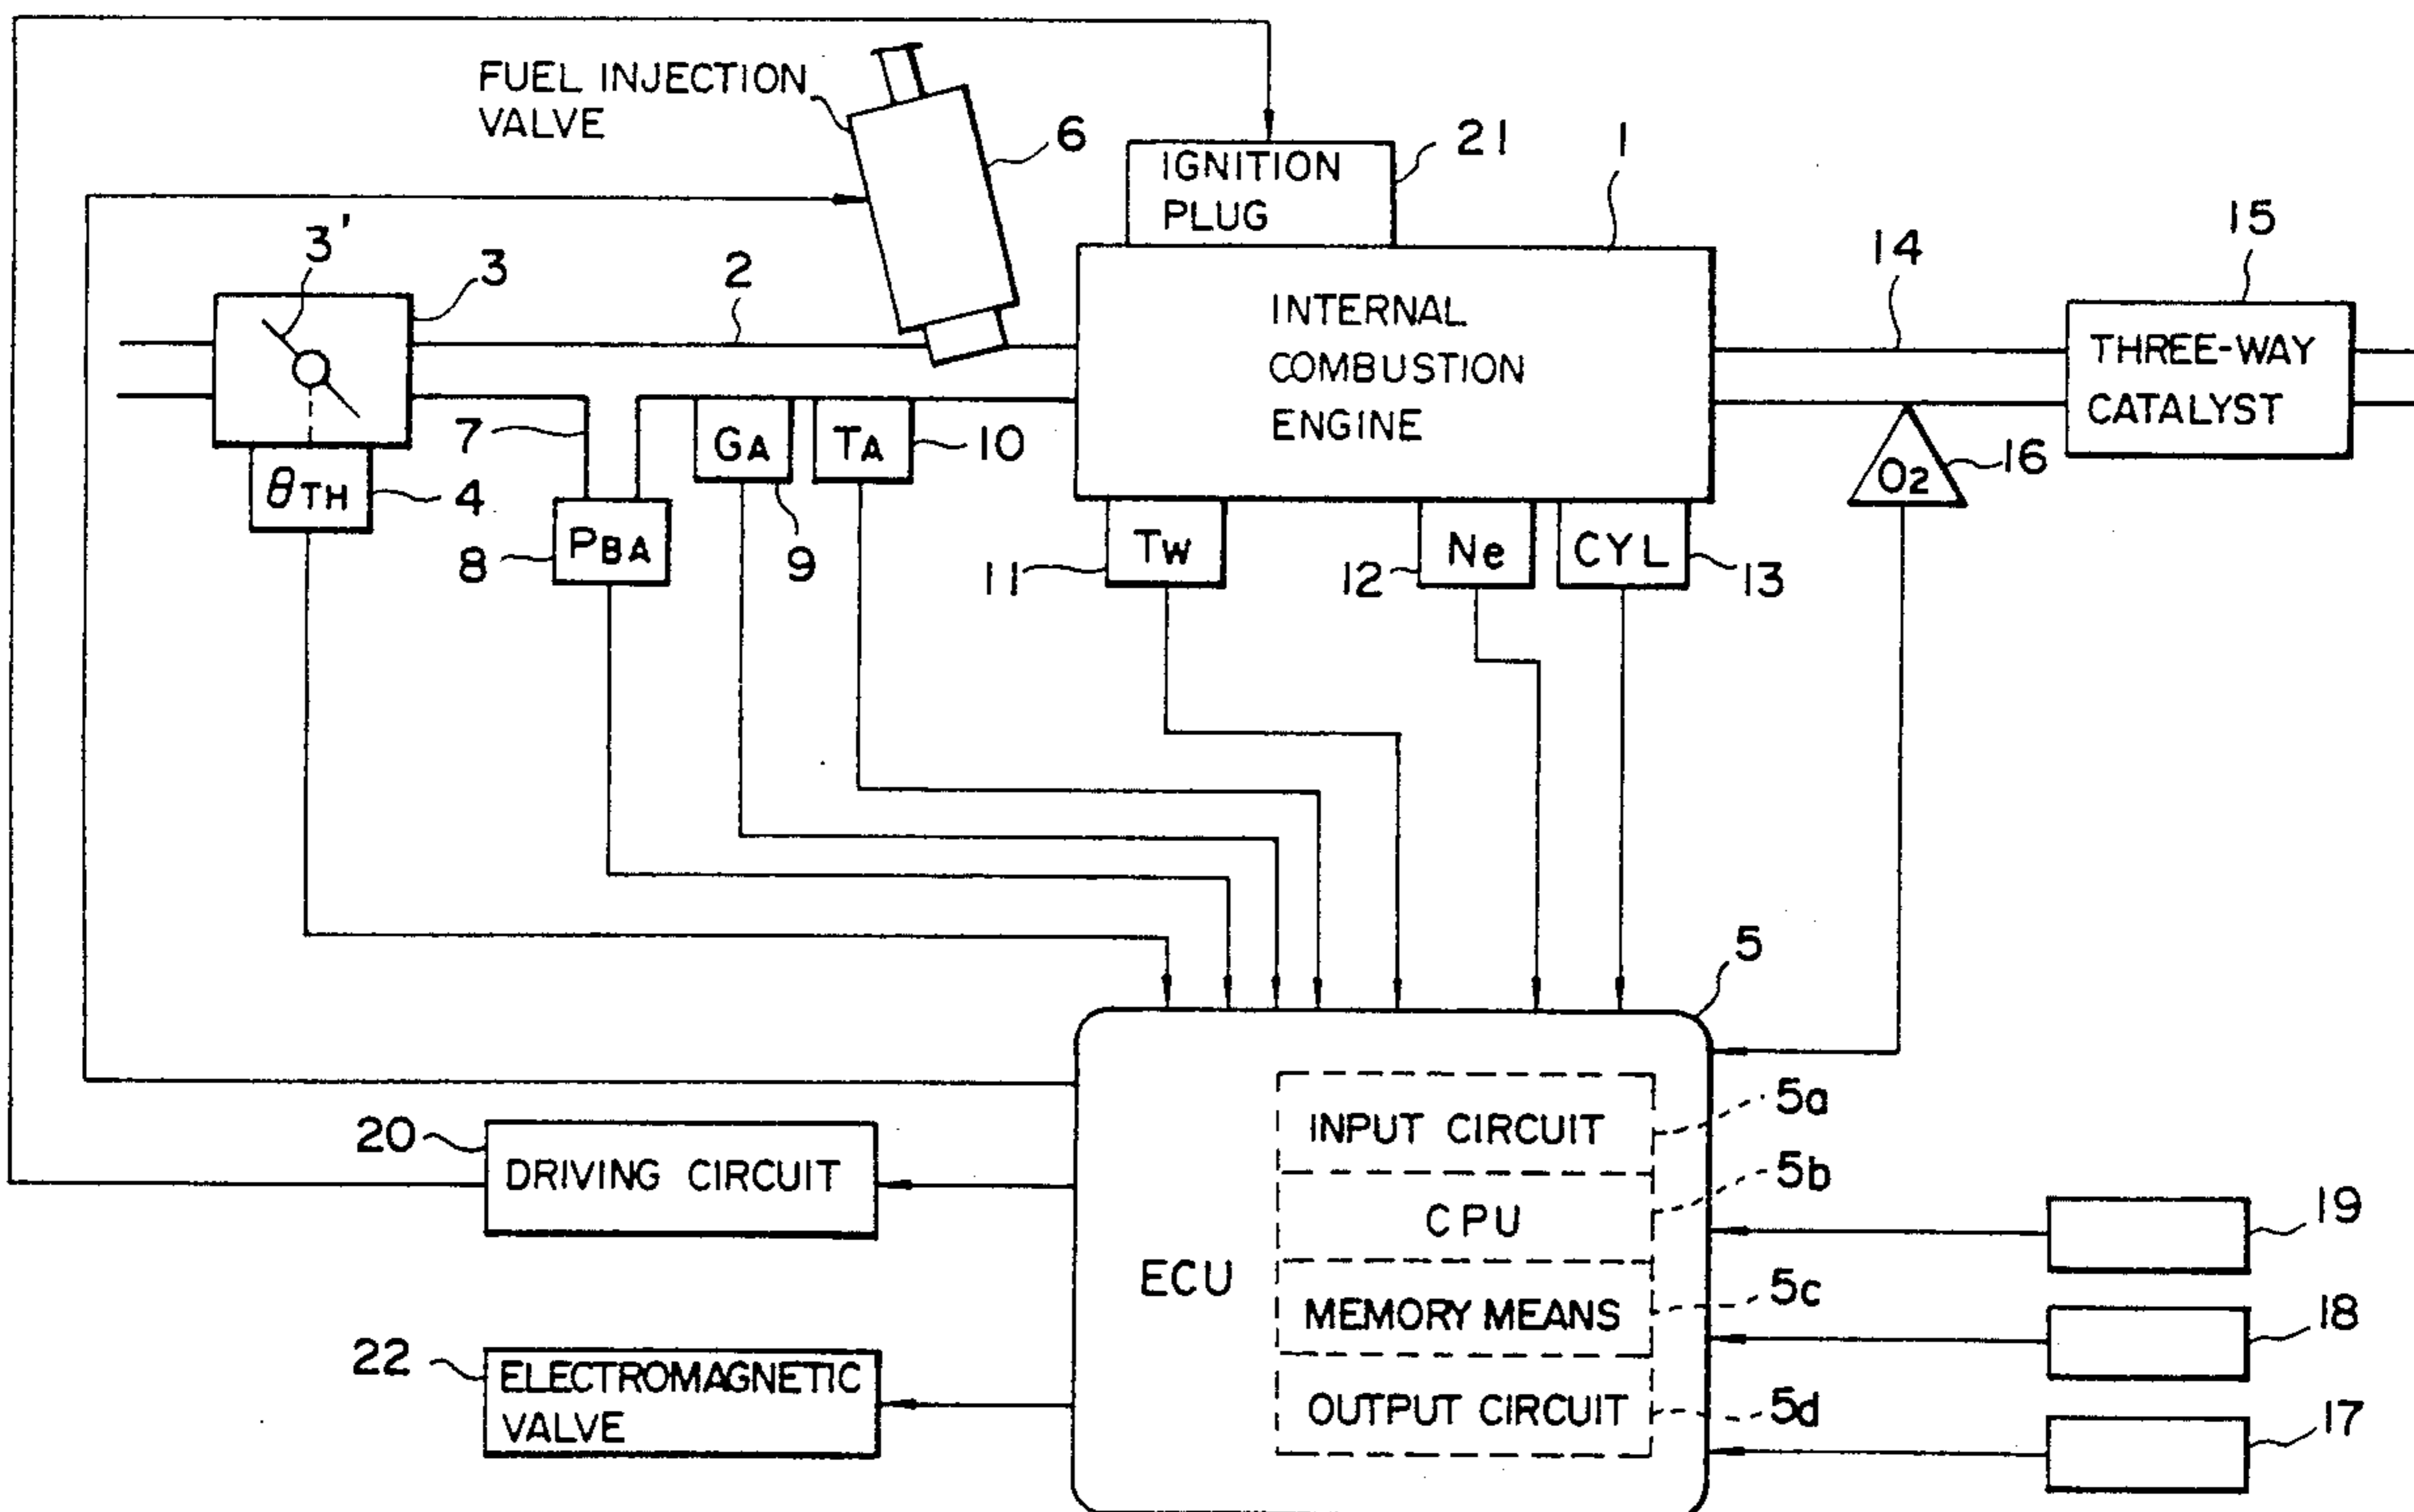 FUEL INJECTION
VALVE
6
IGNITION
PLUG
21
1
3'
3
2
INTERNAL
COMBUSTION
ENGINE
14
15
THREE-WAY
CATALYST
7
GA
TA
10
θTH
4
8
PBA
9
11
TW
12
Ne
CYL
13
O2
16
5
INPUT CIRCUIT
5a
CPU
5b
ECU
MEMORY MEANS
5c
OUTPUT CIRCUIT
5d
20
DRIVING CIRCUIT
22
ELECTROMAGNETIC
VALVE
19
18
17